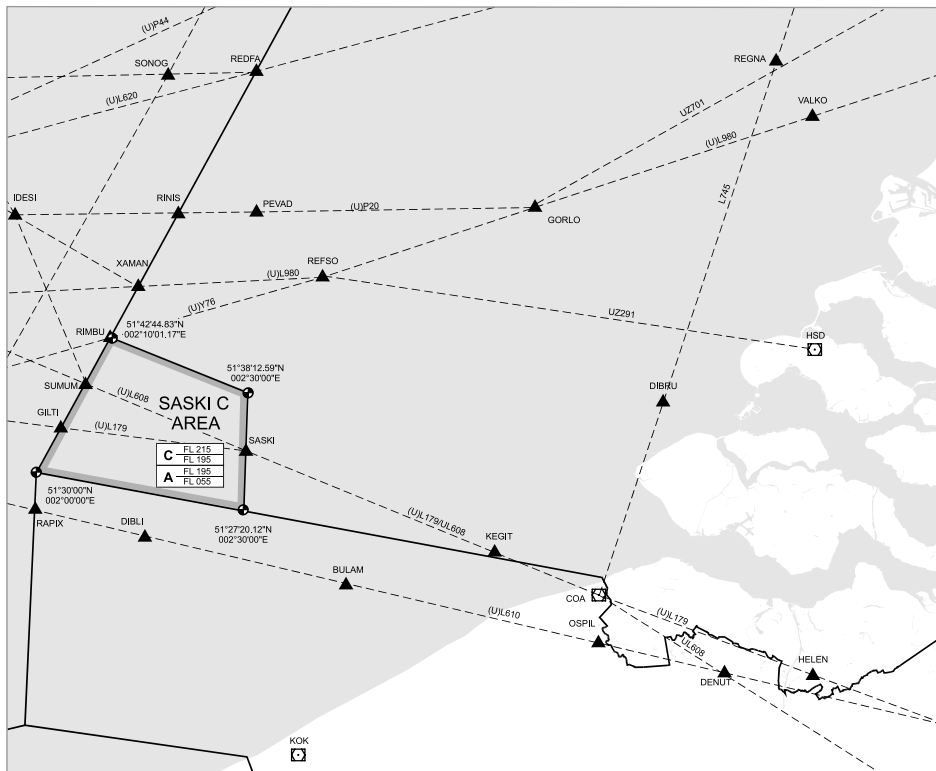 (U)P44
SONOG
REDFA
REGNA
(U)L620
UZ701
VALKO
(U)L980
L745
IDESI
RINIS
PEVAD
(U)P20
GORLO
XAMAN
(U)L980
REFSO
(U)Y76
UZ291
RIMBU
51°42'44.83"N
002°10'01.17"E
HSD
51°38'12.59"N
002°30'00"E
SUMUM
(U)L608
DIBRU
SASKI C
AREA
GILTI
(U)L179
SASKI
C FL 215
FL 195
A FL 195
FL 055
51°30'00"N
002°00'00"E
RAPIX
DIBLI
51°27'20.12"N
002°30'00"E
(U)L179/UL608
KEGIT
BULAM
COA
(U)L610
(U)L179
OSPIL
UL608
HELEN
DENUT
KOK